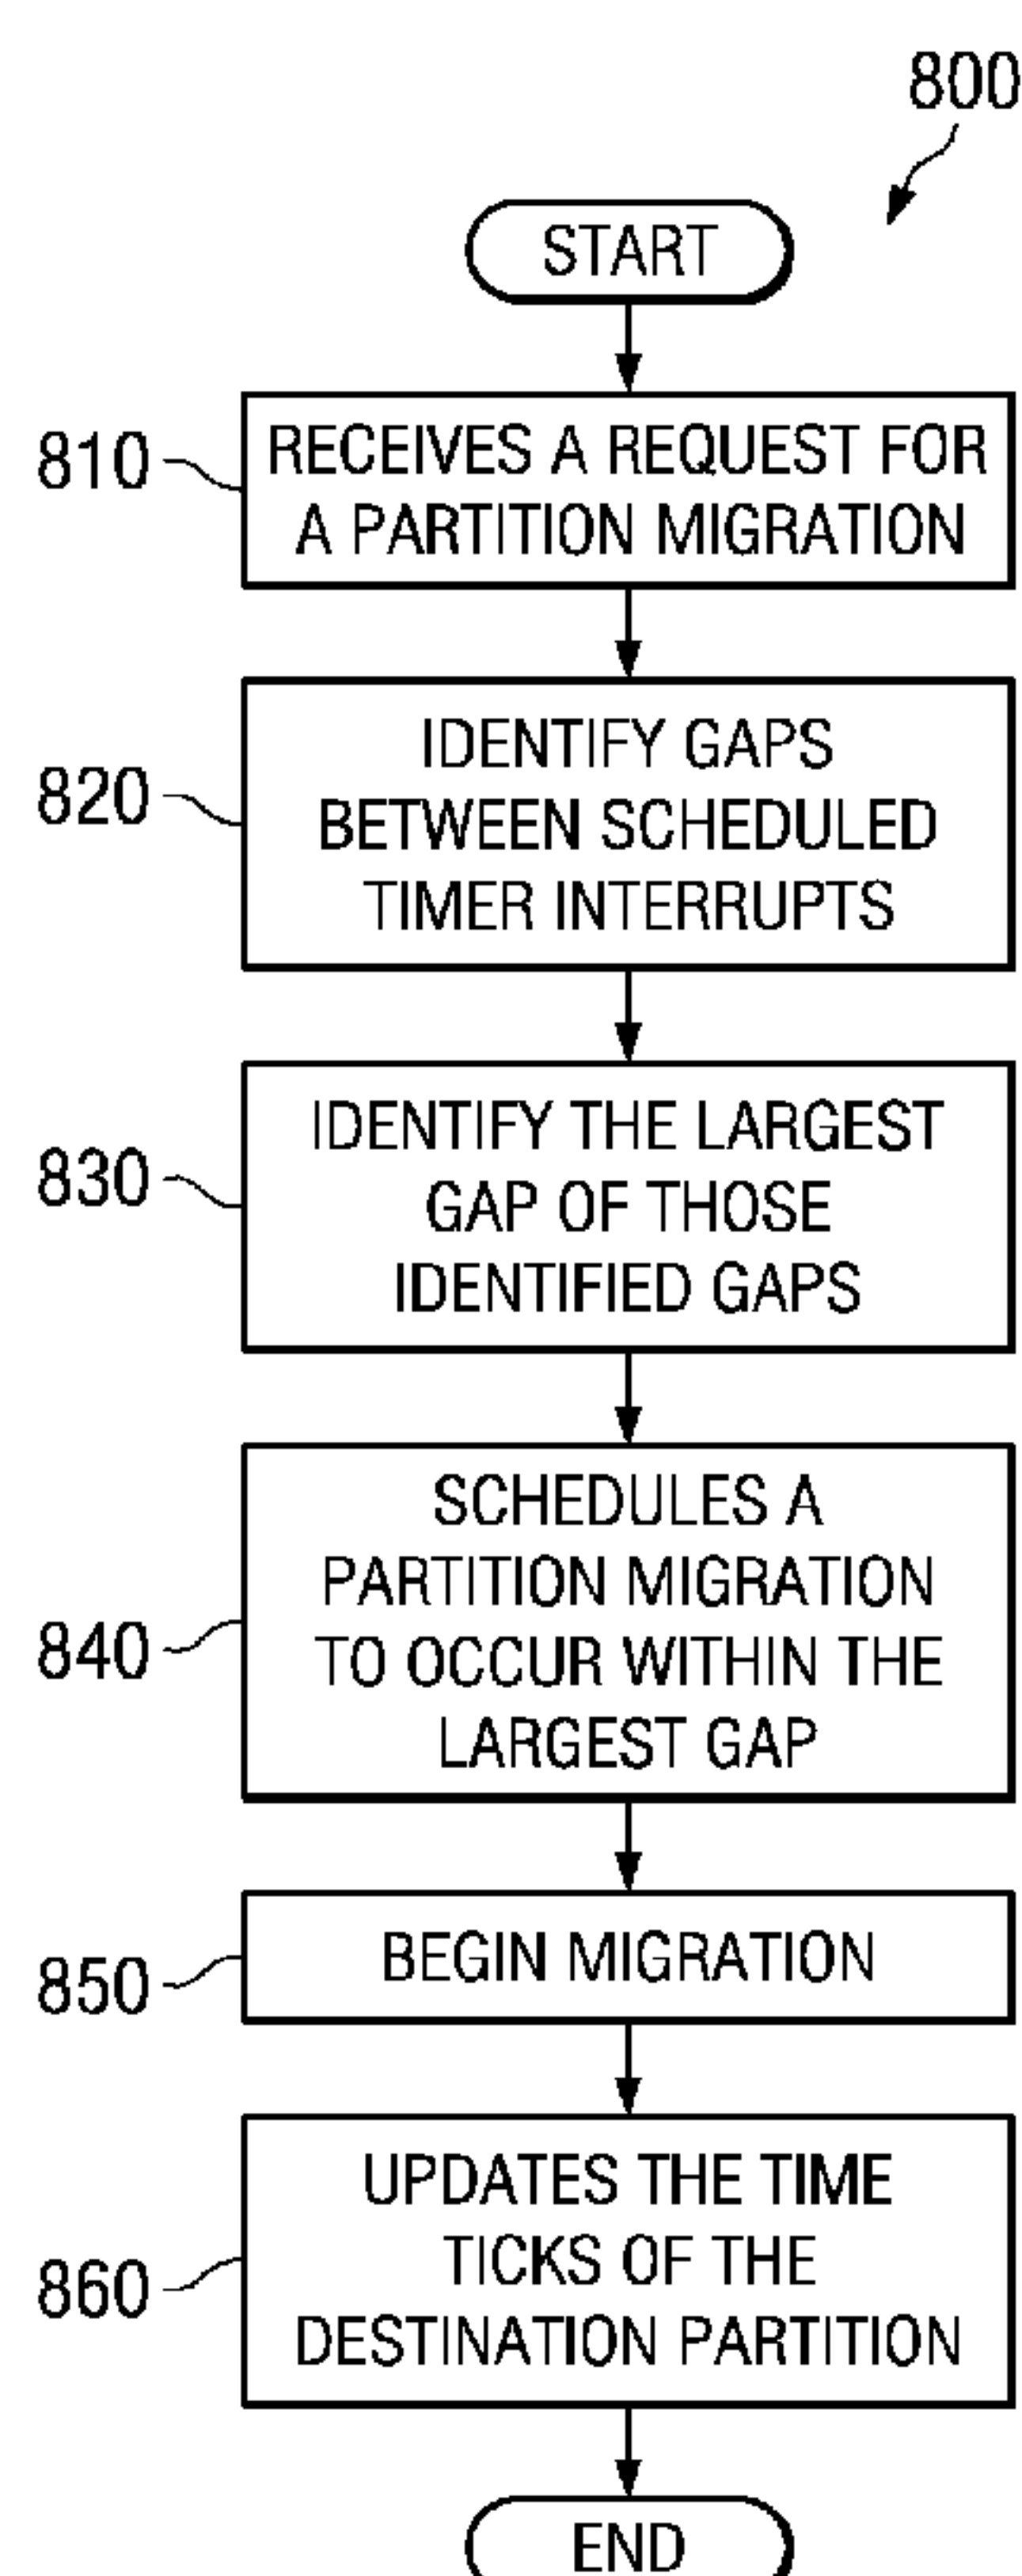 800
START
810
RECEIVES A REQUEST FOR
A PARTITION MIGRATION
820
IDENTIFY GAPS
BETWEEN SCHEDULED
TIMER INTERRUPTS
830
IDENTIFY THE LARGEST
GAP OF THOSE
IDENTIFIED GAPS
840
SCHEDULES A
PARTITION MIGRATION
TO OCCUR WITHIN THE
LARGEST GAP
850
BEGIN MIGRATION
860
UPDATES THE TIME
TICKS OF THE
DESTINATION PARTITION
END